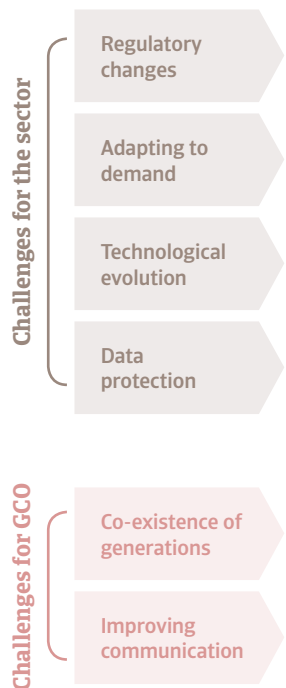 Challenges for the sector
Regulatory
changes
Adapting to
demand
Technological
evolution
Data
protection
Challenges for GCO
Co-existence of
generations
Improving
communication